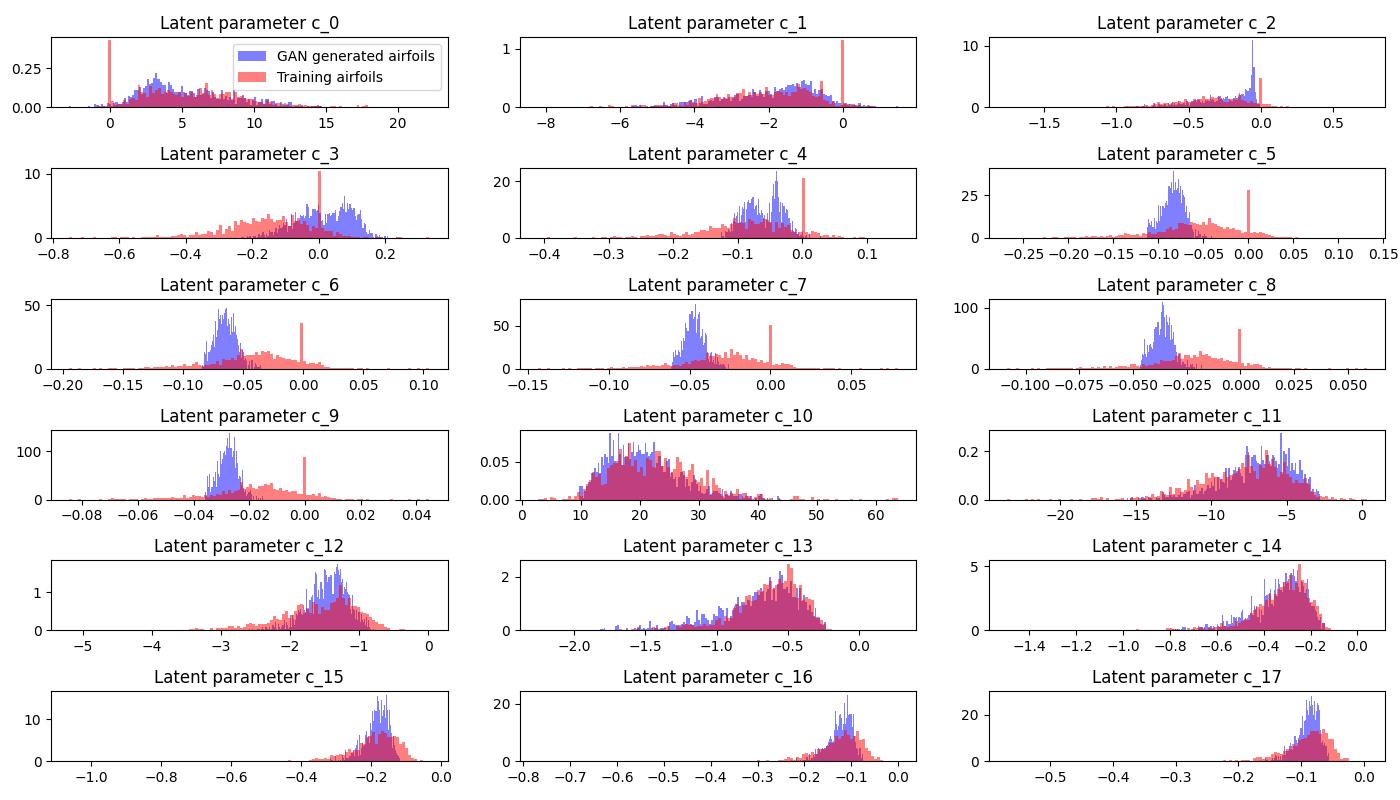 Latent parameter c_0
GAN generated airfoils
Training airfoils
0.25
0.00
0 5 10 15 20
Latent parameter c_1
1
0
−8 −6 −4 −2 0
Latent parameter c_2
10
0
−1.5 −1.0 −0.5 0.0 0.5
Latent parameter c_3
10
0
−0.8 −0.6 −0.4 −0.2 0.0 0.2
Latent parameter c_4
20
0
−0.4 −0.3 −0.2 −0.1 0.0 0.1
Latent parameter c_5
25
0
−0.25 −0.20 −0.15 −0.10 −0.05 0.00 0.05 0.10 0.15
Latent parameter c_6
50
0
−0.20 −0.15 −0.10 −0.05 0.00 0.05 0.10
Latent parameter c_7
50
0
−0.15 −0.10 −0.05 0.00 0.05
Latent parameter c_8
100
0
−0.100 −0.075 −0.050 −0.025 0.000 0.025 0.050
Latent parameter c_9
100
0
−0.08 −0.06 −0.04 −0.02 0.00 0.02 0.04
Latent parameter c_10
0.05
0.00
0 10 20 30 40 50 60
Latent parameter c_11
0.2
0.0
−20 −15 −10 −5 0
Latent parameter c_12
1
0
−5 −4 −3 −2 −1 0
Latent parameter c_13
2
0
−2.0 −1.5 −1.0 −0.5 0.0
Latent parameter c_14
5
0
−1.4 −1.2 −1.0 −0.8 −0.6 −0.4 −0.2 0.0
Latent parameter c_15
10
0
−1.0 −0.8 −0.6 −0.4 −0.2 0.0
Latent parameter c_16
20
0
−0.8 −0.7 −0.6 −0.5 −0.4 −0.3 −0.2 −0.1 0.0
Latent parameter c_17
20
0
−0.5 −0.4 −0.3 −0.2 −0.1 0.0